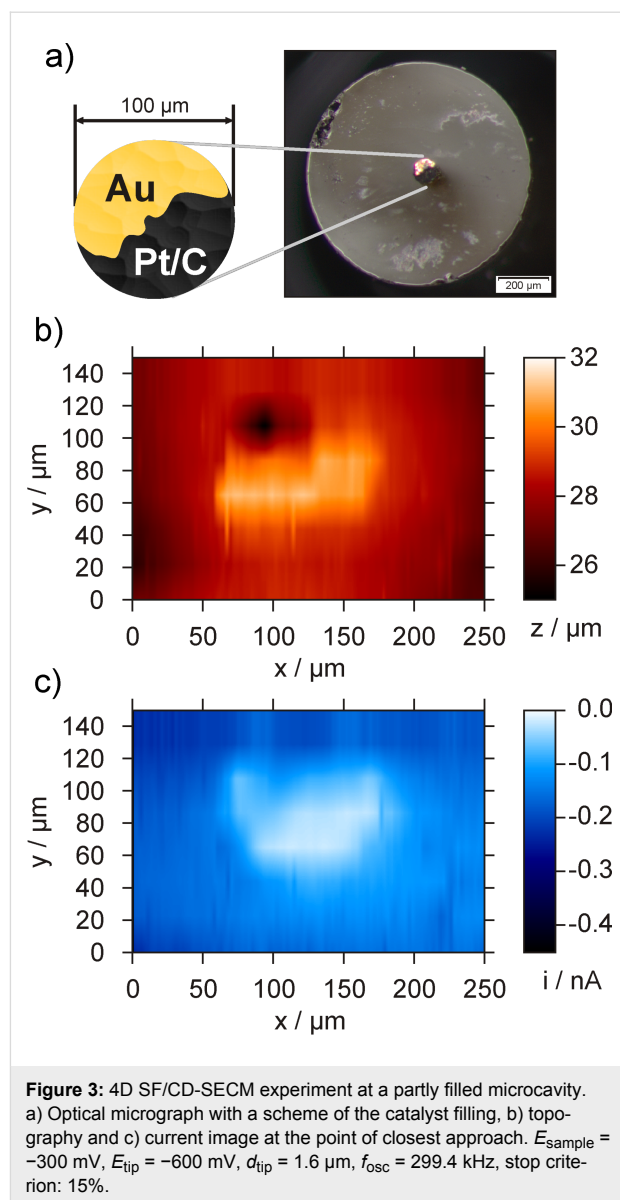 a)
100 µm
Au
Pt/C
200 µm
b)
y / µm
140
120
100
80
60
40
20
0
0 50 100 150 200 250
x / µm
32
30
28
26
z / µm
c)
y / µm
140
120
100
80
60
40
20
0
0 50 100 150 200 250
x / µm
0.0
-0.1
-0.2
-0.3
-0.4
i / nA
Figure 3: 4D SF/CD-SECM experiment at a partly filled microcavity.
a) Optical micrograph with a scheme of the catalyst filling, b) topo-
graphy and c) current image at the point of closest approach. Esample =
−300 mV, Etip = −600 mV, dtip = 1.6 µm, fosc = 299.4 kHz, stop crite-
rion: 15%.